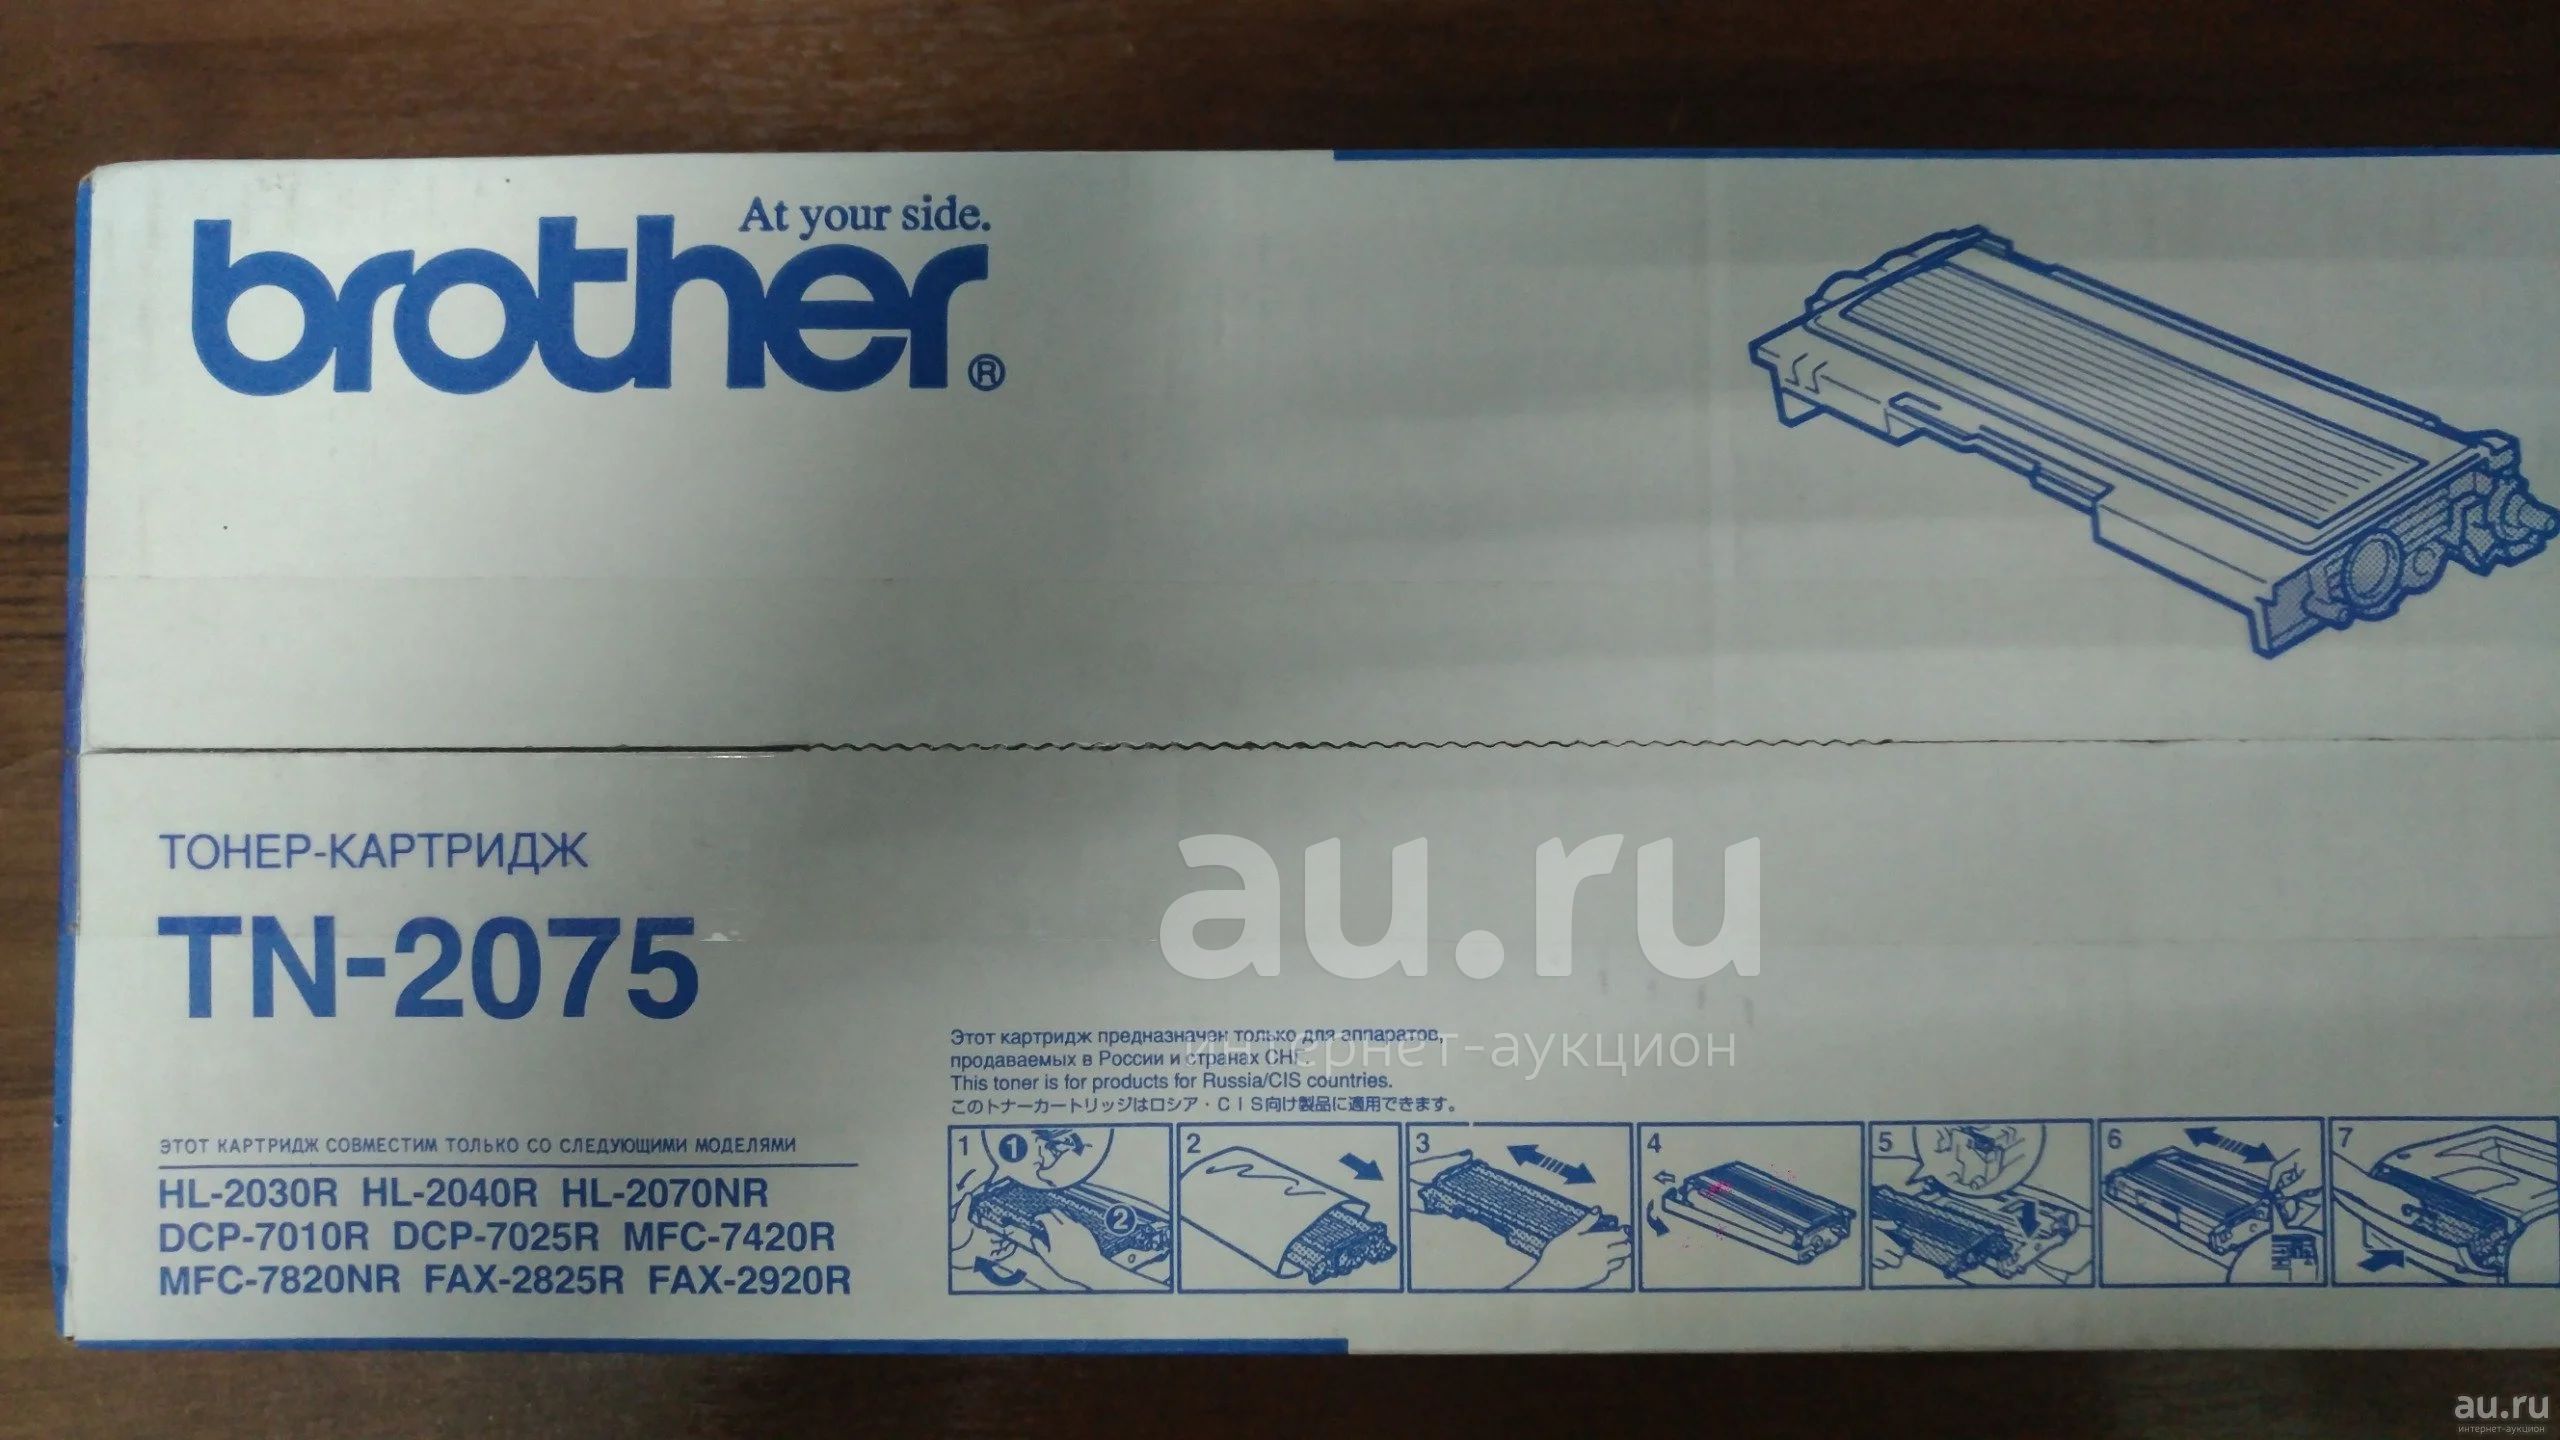 At your side.
brother®
ТОНЕР-КАРТРИДЖ
TN-2075
au.ru
интернет-аукцион
Этот картридж предназначен только для аппаратов,
продаваемых в России и странах СНГ.
This toner is for products for Russia/CIS countries.
このトナーカートリッジはロシア・CIS向け製品に適用できます。
ЭТОТ КАРТРИДЖ СОВМЕСТИМ ТОЛЬКО СО СЛЕДУЮЩИМИ МОДЕЛЯМИ
HL-2030R HL-2040R HL-2070NR
DCP-7010R DCP-7025R MFC-7420R
MFC-7820NR FAX-2825R FAX-2920R
1 1 2 2 3 4 5 6 7
au.ru
интернет-аукцион